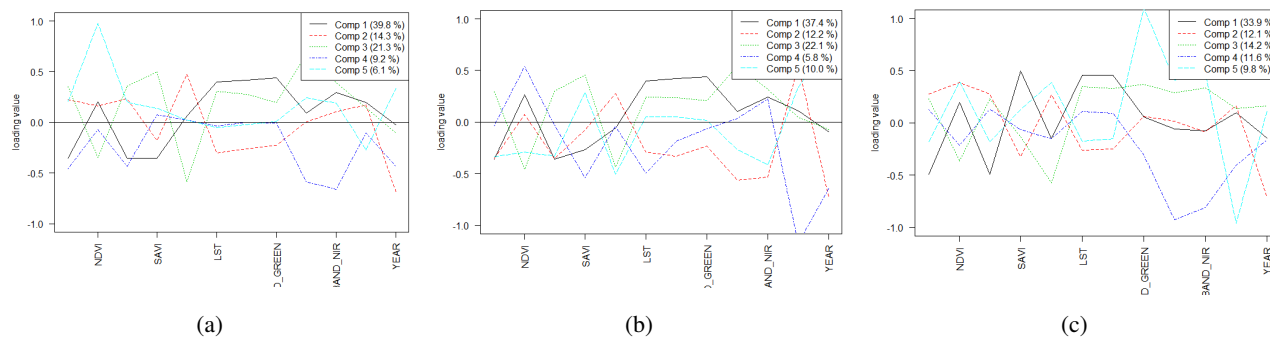 Comp 1 (39.8 %)
Comp 2 (14.3 %)
Comp 3 (21.3 %)
Comp 4 (9.2 %)
Comp 5 (6.1 %)
loading value
1.0
0.5
0.0
-0.5
-1.0
NDVI
SAVI
LST
D_GREEN
BAND_NIR
YEAR
(a)
Comp 1 (37.4 %)
Comp 2 (12.2 %)
Comp 3 (22.1 %)
Comp 4 (5.8 %)
Comp 5 (10.0 %)
loading value
1.0
0.5
0.0
-0.5
-1.0
NDVI
SAVI
LST
D_GREEN
AND_NIR
YEAR
(b)
Comp 1 (33.9 %)
Comp 2 (12.1 %)
Comp 3 (14.2 %)
Comp 4 (11.6 %)
Comp 5 (9.8 %)
loading value
1.0
0.5
0.0
-0.5
-1.0
NDVI
SAVI
LST
D_GREEN
BAND_NIR
YEAR
(c)